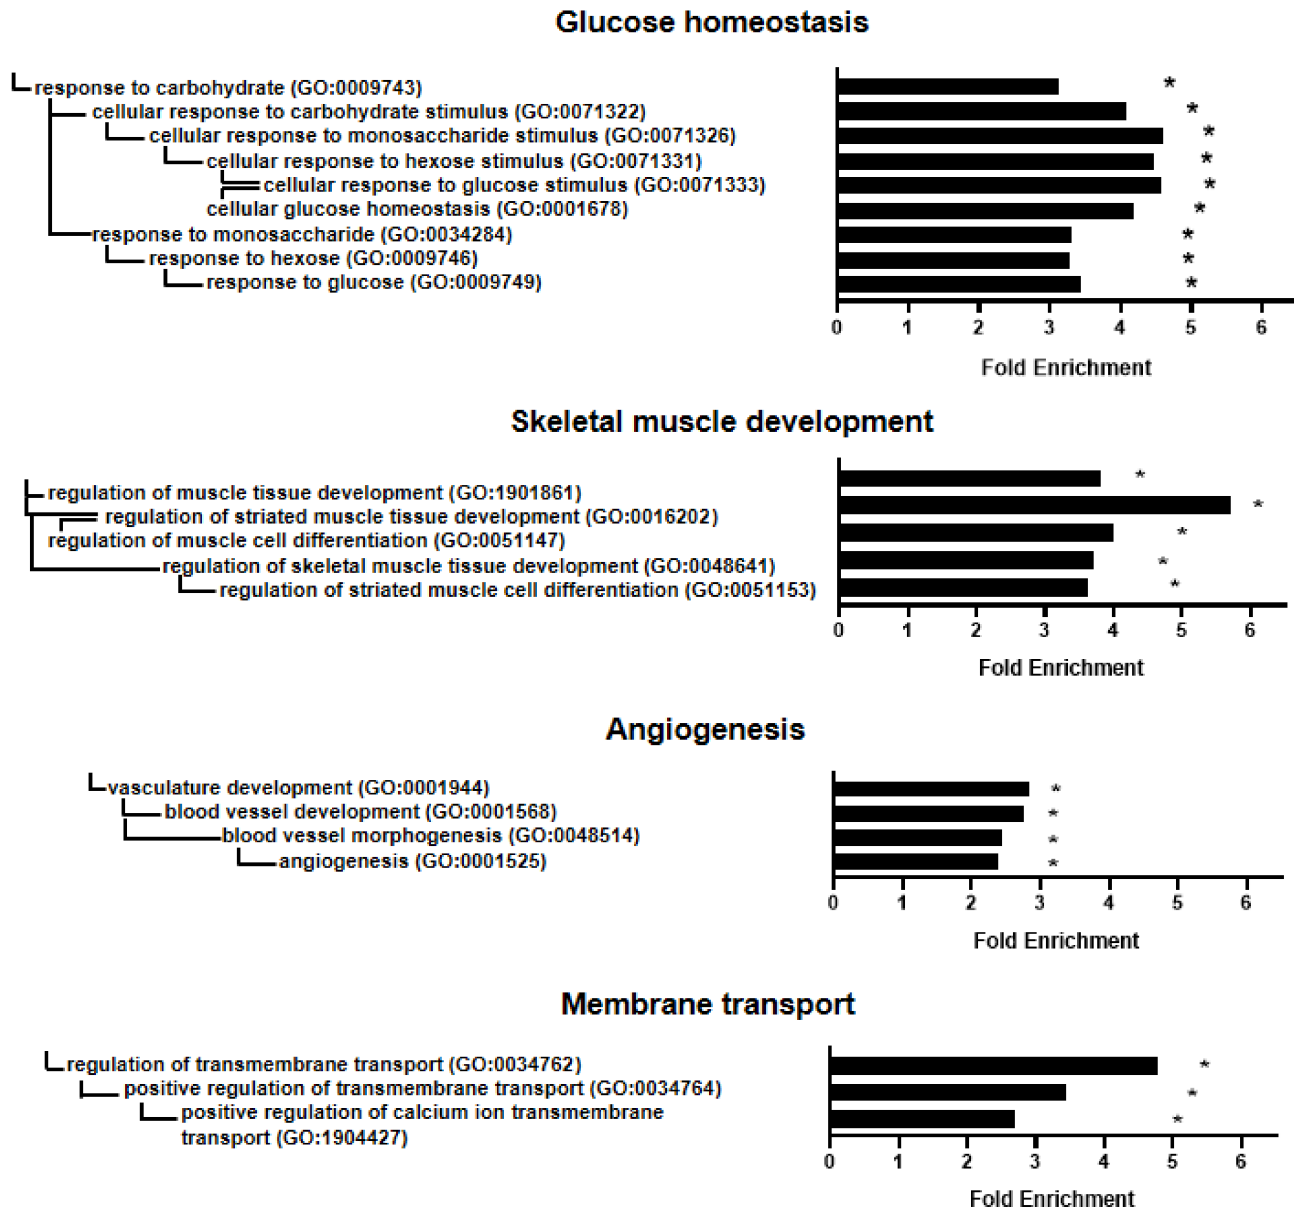 Glucose homeostasis
response to carbohydrate (GO:0009743)
*
cellular response to carbohydrate stimulus (GO:0071322)
*
cellular response to monosaccharide stimulus (GO:0071326)
*
cellular response to hexose stimulus (GO:0071331)
*
cellular response to glucose stimulus (GO:0071333)
*
cellular glucose homeostasis (GO:0001678)
*
response to monosaccharide (GO:0034284)
*
response to hexose (GO:0009746)
*
response to glucose (GO:0009749)
*
0 1 2 3 4 5 6
Fold Enrichment
Skeletal muscle development
regulation of muscle tissue development (GO:1901861)
*
regulation of striated muscle tissue development (GO:0016202)
*
regulation of muscle cell differentiation (GO:0051147)
*
regulation of skeletal muscle tissue development (GO:0048641)
*
regulation of striated muscle cell differentiation (GO:0051153)
*
0 1 2 3 4 5 6
Fold Enrichment
Angiogenesis
vasculature development (GO:0001944)
*
blood vessel development (GO:0001568)
*
blood vessel morphogenesis (GO:0048514)
*
angiogenesis (GO:0001525)
*
0 1 2 3 4 5 6
Fold Enrichment
Membrane transport
regulation of transmembrane transport (GO:0034762)
*
positive regulation of transmembrane transport (GO:0034764)
*
positive regulation of calcium ion transmembrane
transport (GO:1904427)
*
0 1 2 3 4 5 6
Fold Enrichment